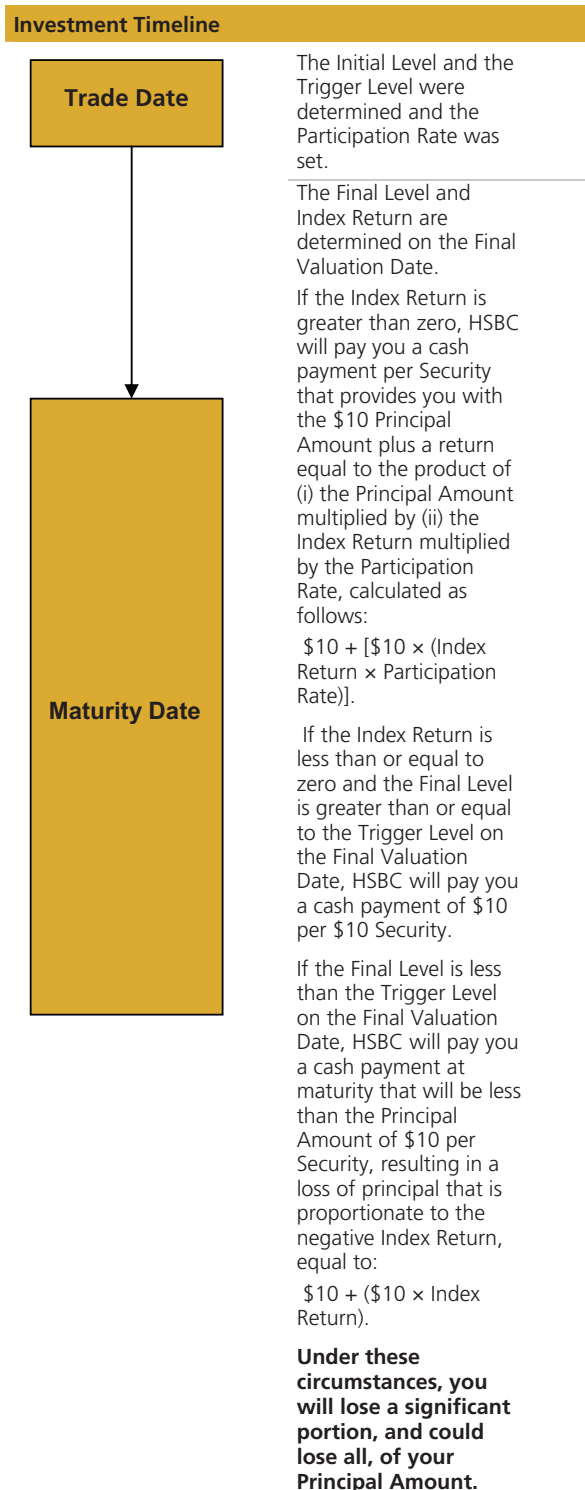 Investment Timeline
Trade Date
The Initial Level and the
Trigger Level were
determined and the
Participation Rate was
set.
The Final Level and
Index Return are
determined on the Final
Valuation Date.
If the Index Return is
greater than zero, HSBC
will pay you a cash
payment per Security
that provides you with
the $10 Principal
Amount plus a return
equal to the product of
(i) the Principal Amount
multiplied by (ii) the
Index Return multiplied
by the Participation
Rate, calculated as
follows:
$10 + [$10 × (Index
Return × Participation
Rate)].
Maturity Date
If the Index Return is
less than or equal to
zero and the Final Level
is greater than or equal
to the Trigger Level on
the Final Valuation
Date, HSBC will pay you
a cash payment of $10
per $10 Security.
If the Final Level is less
than the Trigger Level
on the Final Valuation
Date, HSBC will pay you
a cash payment at
maturity that will be less
than the Principal
Amount of $10 per
Security, resulting in a
loss of principal that is
proportionate to the
negative Index Return,
equal to:
$10 + ($10 × Index
Return).
Under these
circumstances, you
will lose a significant
portion, and could
lose all, of your
Principal Amount.